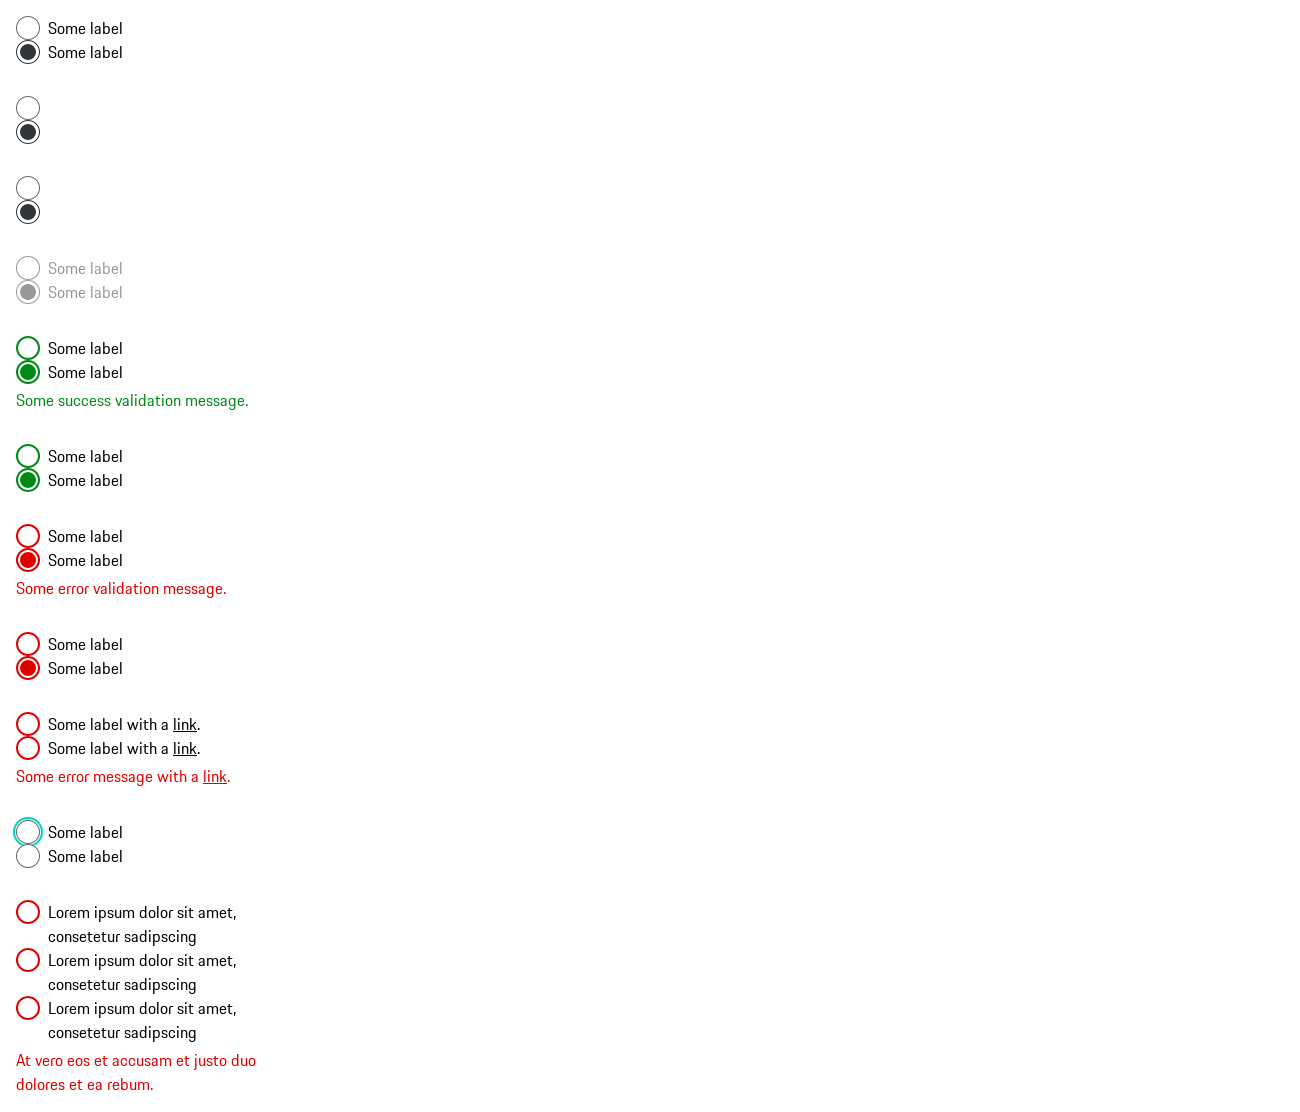 Some label
Some label
Some label
Some label
Some label
Some label
Some success validation message.
Some label
Some label
Some label
Some label
Some error validation message.
Some label
Some label
Some label with a link.
Some label with a link.
Some error message with a link.
Some label
Some label
Lorem ipsum dolor sit amet,
consetetur sadipscing
Lorem ipsum dolor sit amet,
consetetur sadipscing
Lorem ipsum dolor sit amet,
consetetur sadipscing
At vero eos et accusam et justo duo
dolores et ea rebum.